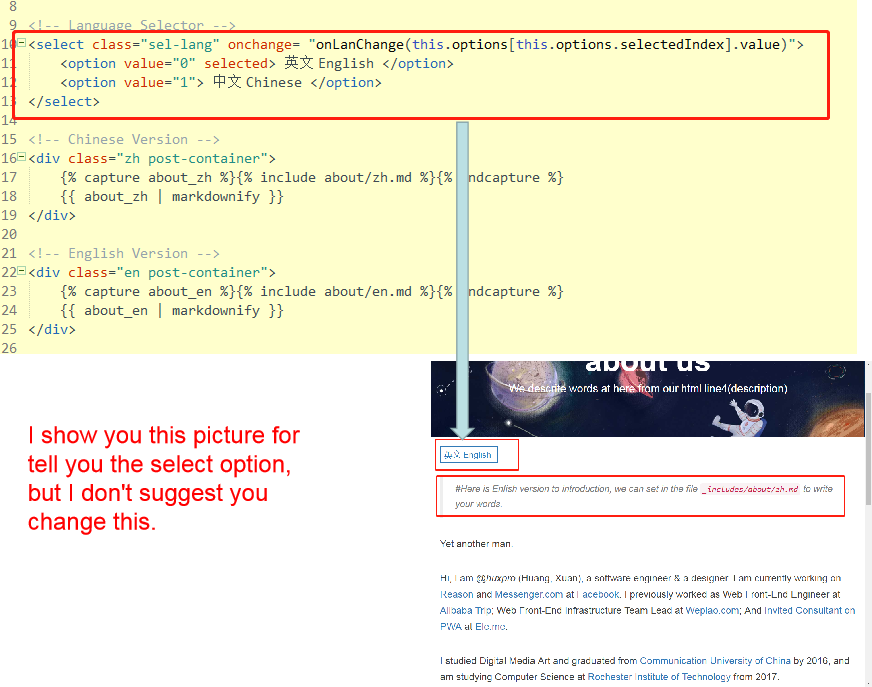 8
9 <!-- Language Selector -->
10 <select class="sel-lang" onchange= "onLanChange(this.options[this.options.selectedIndex].value)">
11 <option value="0" selected> 英文 English </option>
12 <option value="1"> 中文 Chinese </option>
13 </select>
14
15 <!-- Chinese Version -->
16 <div class="zh post-container">
17 {% capture about_zh %}{% include about/zh.md %}{% ndcapture %}
18 {{ about_zh | markdownify }}
19 </div>
20
21 <!-- English Version -->
22 <div class="en post-container">
23 {% capture about_en %}{% include about/en.md %}{% ndcapture %}
24 {{ about_en | markdownify }}
25 </div>
26
I show you this picture for
tell you the select option,
but I don't suggest you
change this.
about us
We descrite words at here from our html line4(description)
英文 English
#Here is Enlish version to introduction, we can set in the file _includes/about/zh.md to write
your words.
Yet another man.
Hi, I am @huxpro (Huang, Xuan), a software engineer & a designer. I am currently working on
Reason and Messenger.com at Facebook. I previously worked as Web Front-End Engineer at
Alibaba Trip; Web Front-End Infrastructure Team Lead at Wepiao.com; And Invited Consultant on
PWA at Ele.me.
I studied Digital Media Art and graduated from Communication University of China by 2016, and
am studying Computer Science at Rochester Institute of Technology from 2017.